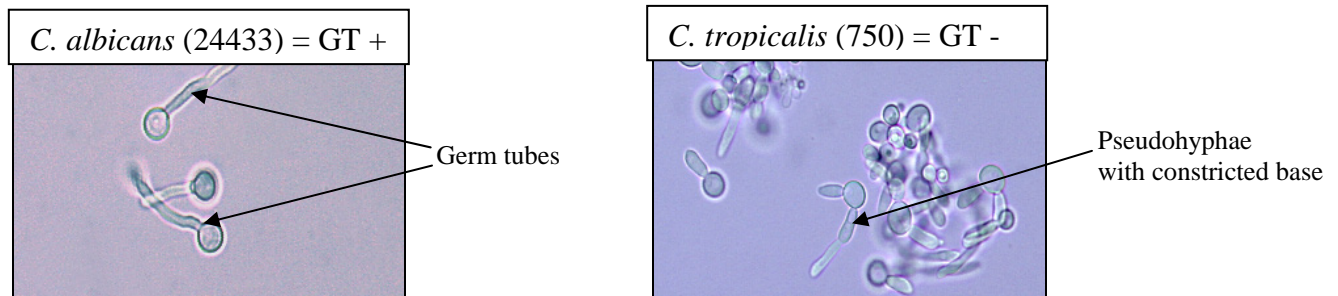 C. albicans (24433) = GT +
C. tropicalis (750) = GT -
Germ tubes
Pseudohyphae
with constricted base